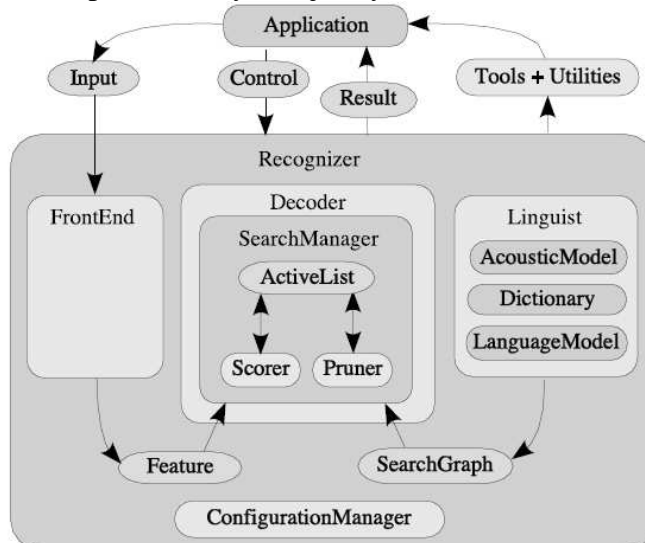 Application
Input
Control
Result
Tools + Utilities
Recognizer
FrontEnd
Decoder
Linguist
SearchManager
AcousticModel
ActiveList
Dictionary
LanguageModel
Scorer
Pruner
Feature
SearchGraph
ConfigurationManager